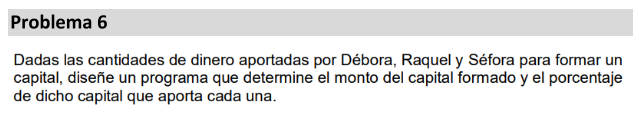 Problema 6
Dadas las cantidades de dinero aportadas por Débora, Raquel y Séfora para formar un
capital, diseñe un programa que determine el monto del capital formado y el porcentaje
de dicho capital que aporta cada una.